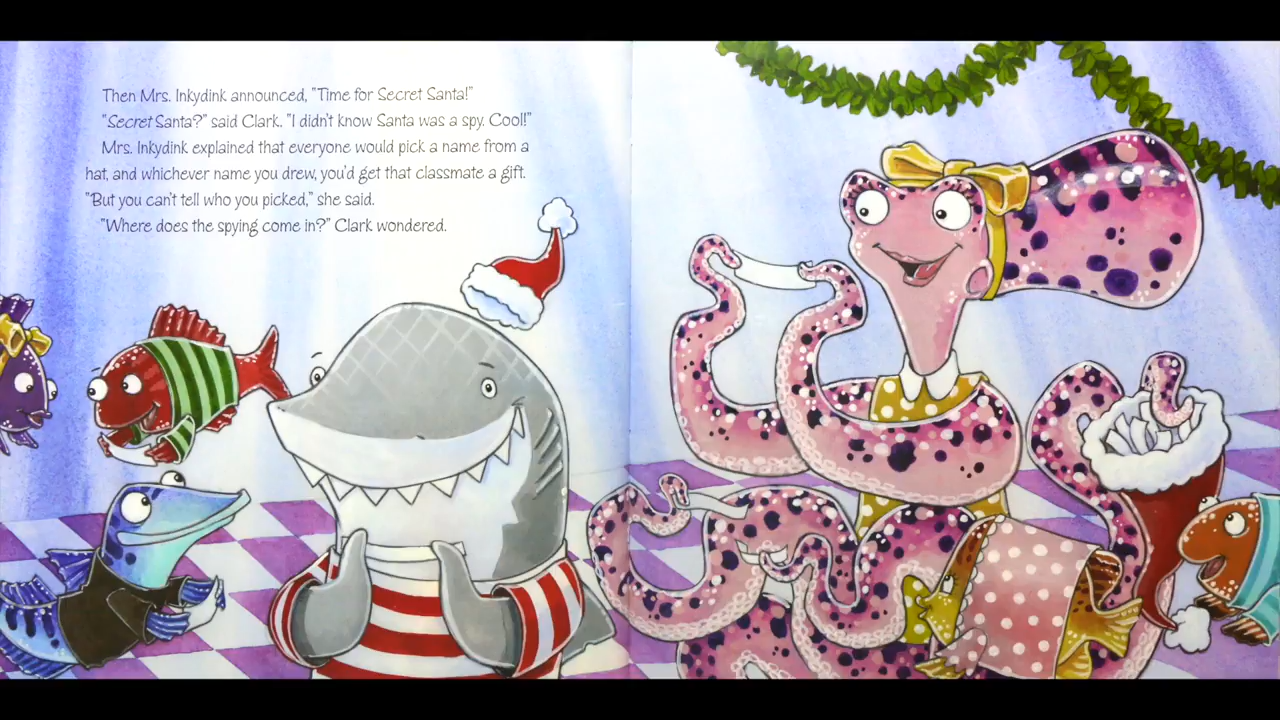 Then Mrs. Inkydink announced, "Time for Secret Santa!"
"Secret Santa?" said Clark. "I didn't know Santa was a spy. Cool!"
Mrs. Inkydink explained that everyone would pick a name from a
hat, and whichever name you drew, you'd get that classmate a gift.
"But you can't tell who you picked," she said.
"Where does the spying come in?" Clark wondered.